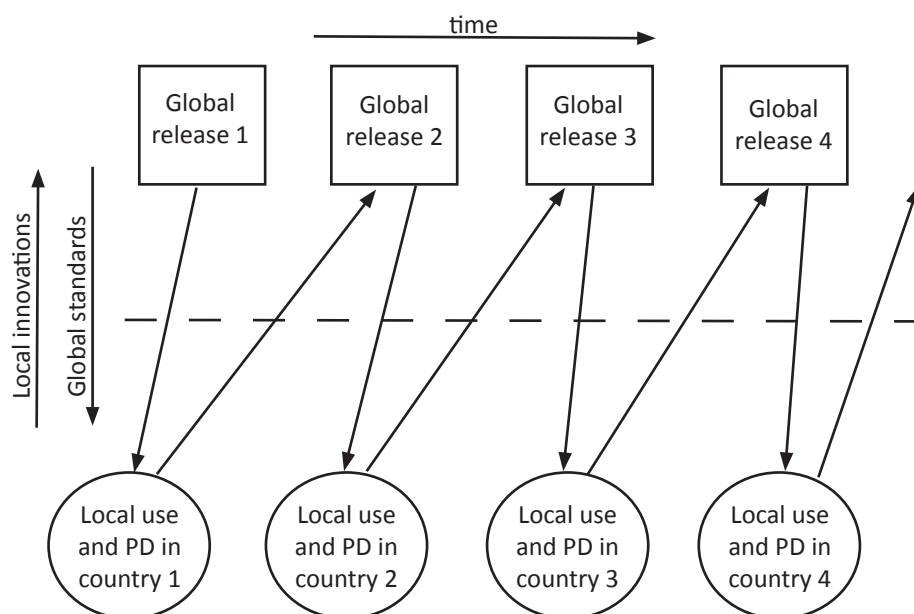 time
Global
release 1
Global
release 2
Global
release 3
Global
release 4
Local innovations
Global standards
Local use
and PD in
country 1
Local use
and PD in
country 2
Local use
and PD in
country 3
Local use
and PD in
country 4